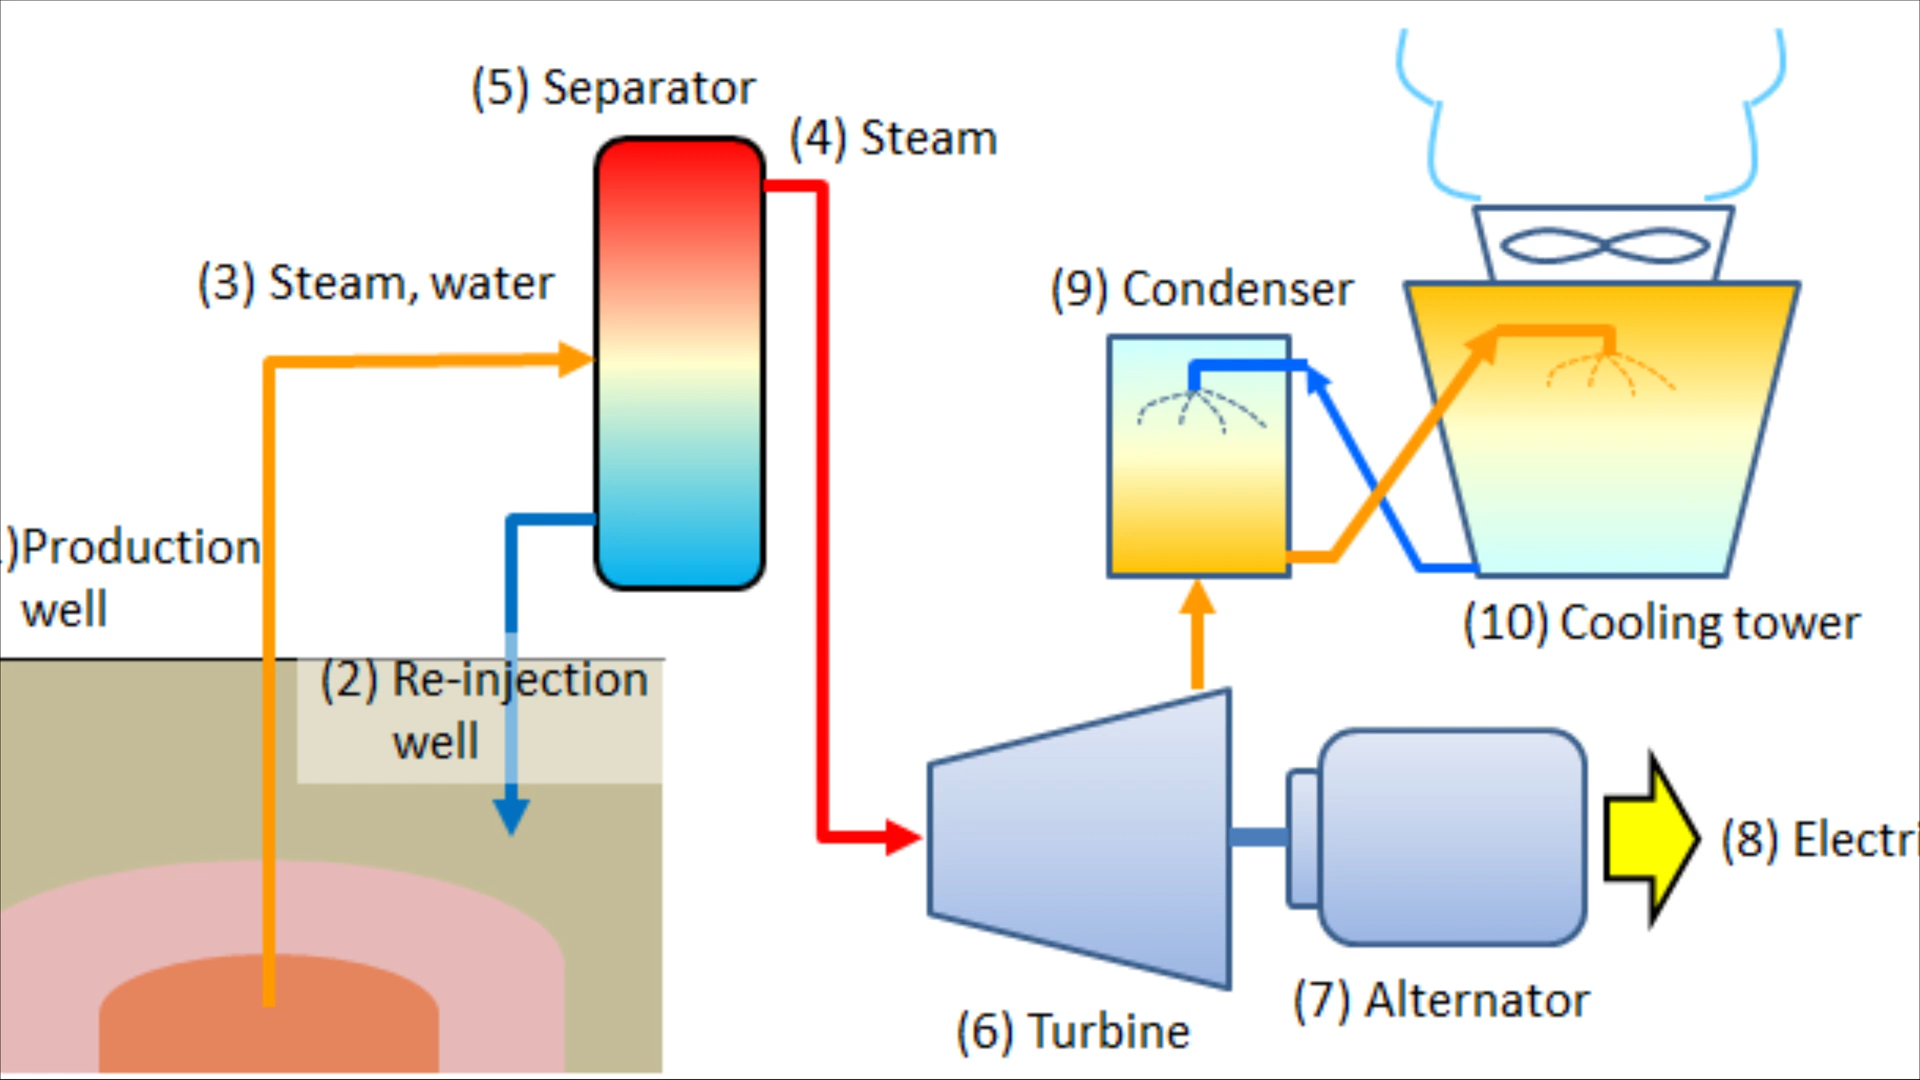 (5) Separator
(4) Steam
(3) Steam, water
(9) Condenser
)Production
well
(2) Re-injection
well
(10) Cooling tower
(8) Electri
(7) Alternator
(6) Turbine